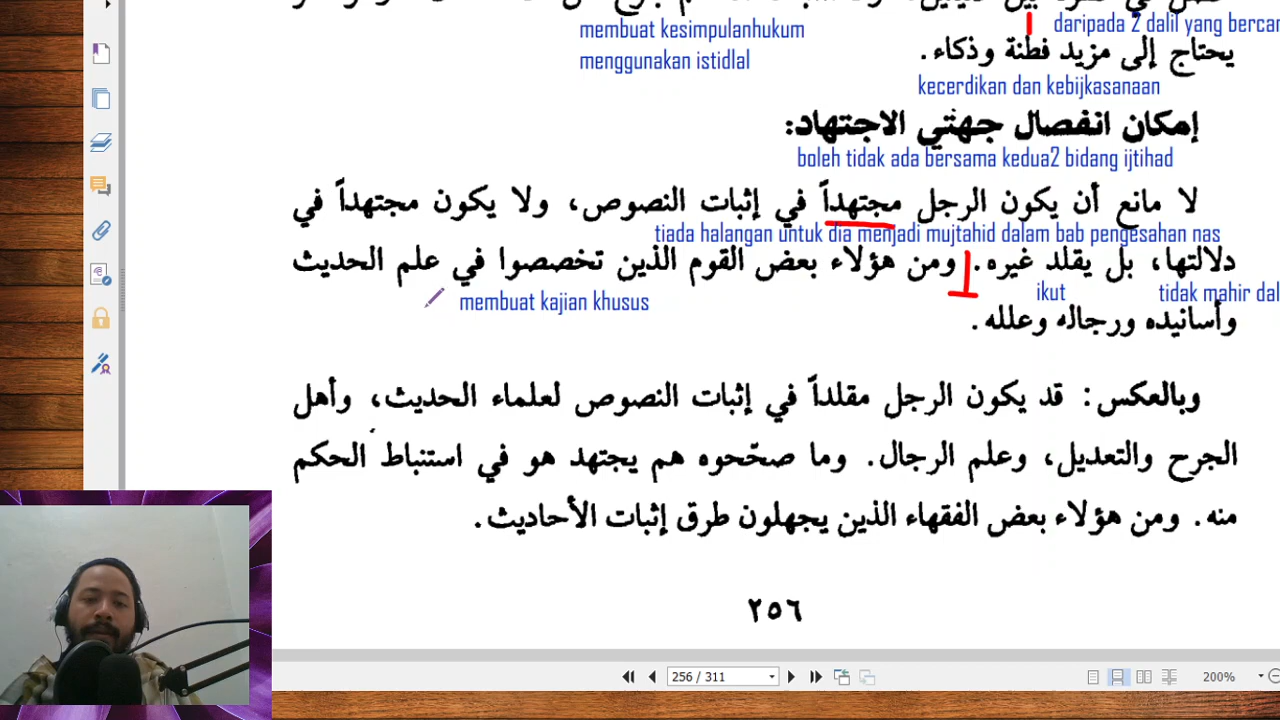 membuat kesimpulanhukum
daripada 2 dalil yang bercan
يحتاج إلى مزيد فطنة وذكاء.
menggunakan istidlal
kecerdikan dan kebijkasanaan
إمكان انفصال جهتي الاجتهاد:
boleh tidak ada bersama kedua2 bidang ijtihad
لا مانع أن يكون الرجل مجتهداً في إثبات النصوص، ولا يكون مجتهداً في
tiada halangan untuk dia menjadi mujtahid dalam bab pengesahan nas
دلالتها، بل يقلد غيره. ومن هؤلاء بعض القوم الذين تخصصوا في علم الحديث
tidak mahir dal
ikut
membuat kajian khusus
وأسانيده ورجاله وعلله.
وبالعكس: قد يكون الرجل مقلداً في إثبات النصوص لعلماء الحديث، وأهل
الجرح والتعديل، وعلم الرجال. وما صحّحوه هم يجتهد هو في استنباط الحكم
منه. ومن هؤلاء بعض الفقهاء الذين يجهلون طرق إثبات الأحاديث.
٢٥٦
256 / 311
200%